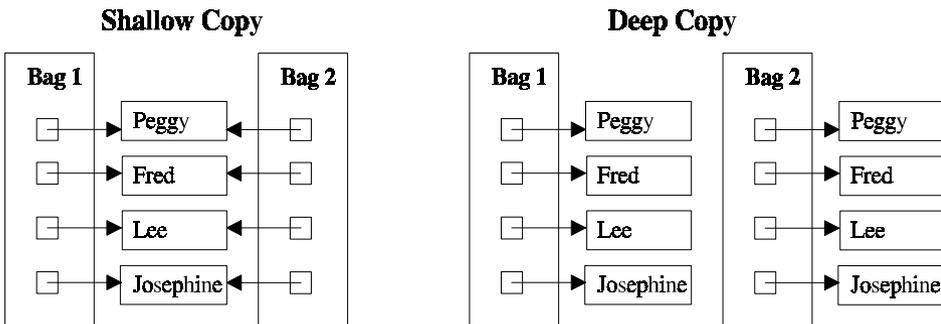 Shallow Copy
Bag 1
Bag 2
Peggy
Fred
Lee
Josephine
Deep Copy
Bag 1
Peggy
Fred
Lee
Josephine
Bag 2
Peggy
Fred
Lee
Josephine